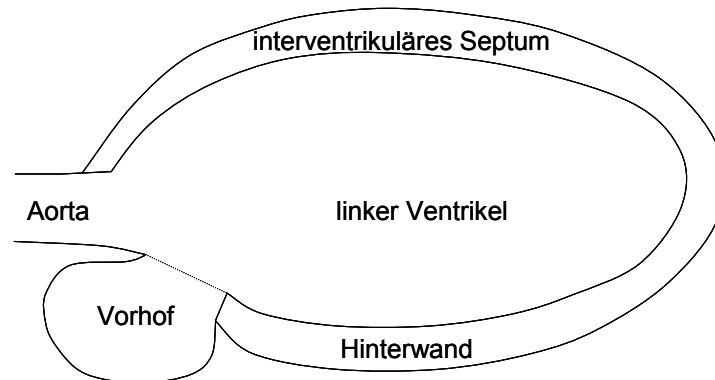 interventrikuläres Septum
Aorta
linker Ventrikel
Vorhof
Hinterwand